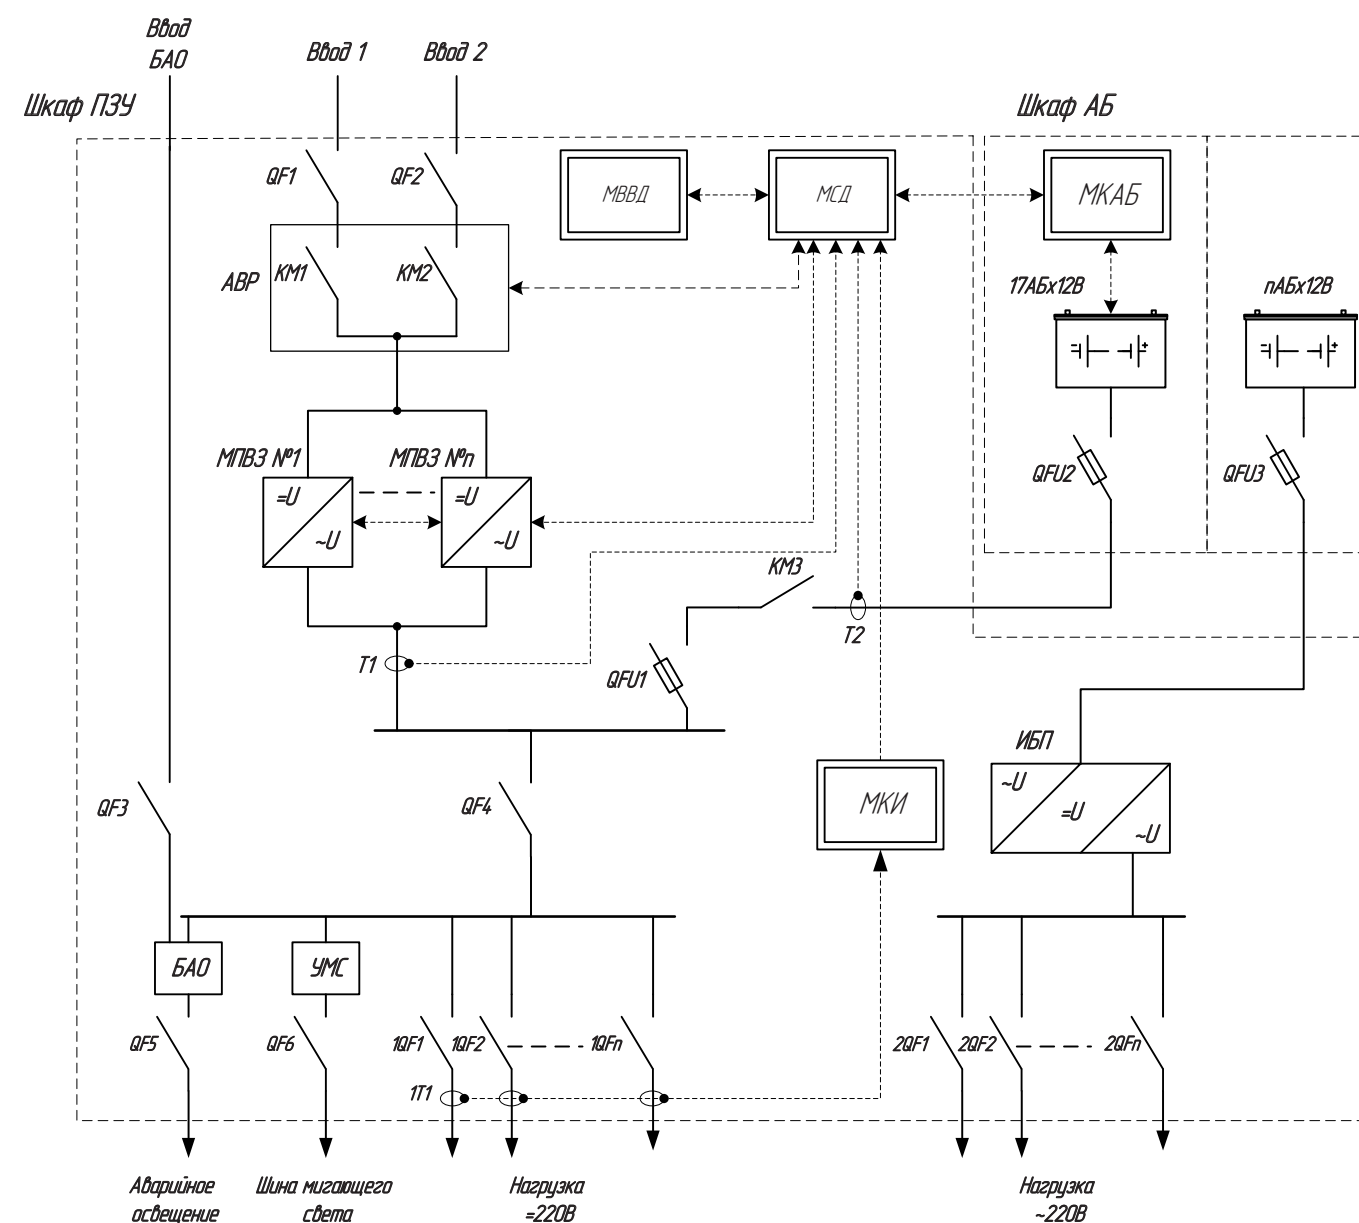 Ввод
БАО
Ввод 1
Ввод 2
Шкаф ПЗУ
Шкаф АБ
QF1
QF2
МВВД
МСД
МКАБ
АВР
КМ1
КМ2
17АБх12В
пАБх12В
- +
- +
МПВЗ №1
МПВЗ №п
=U
~U
=U
~U
QFU2
QFU3
КМ3
Т2
Т1
QFU1
ИБП
~U
=U
~U
МКИ
QF3
QF4
БАО
УМС
QF5
QF6
1QF1
1QF2
1QFп
2QF1
2QF2
2QFп
1Т1
Аварийное
освещение
Шина мигающего
света
Нагрузка
=220В
Нагрузка
~220В